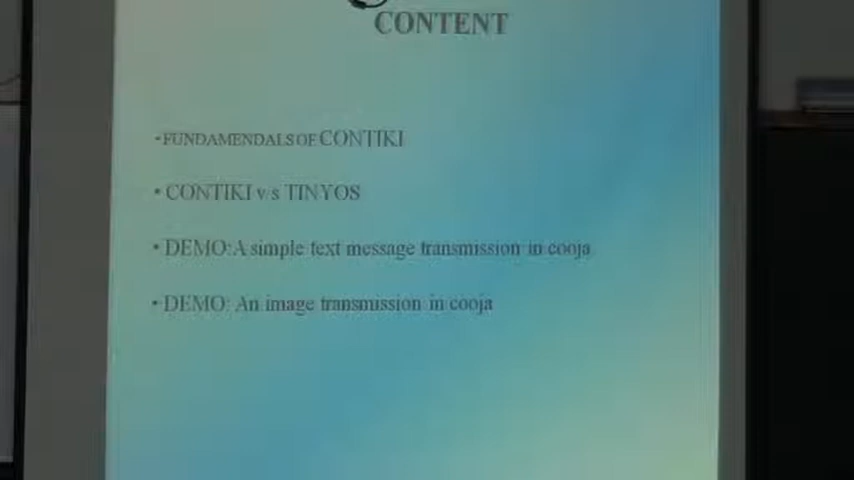 CONTENT
•FUNDAMENDALS OF CONTIKI
• CONTIKI v s TINYOS
• DEMO:A simple text message transmission in cooja
• DEMO: An image transmission in cooja